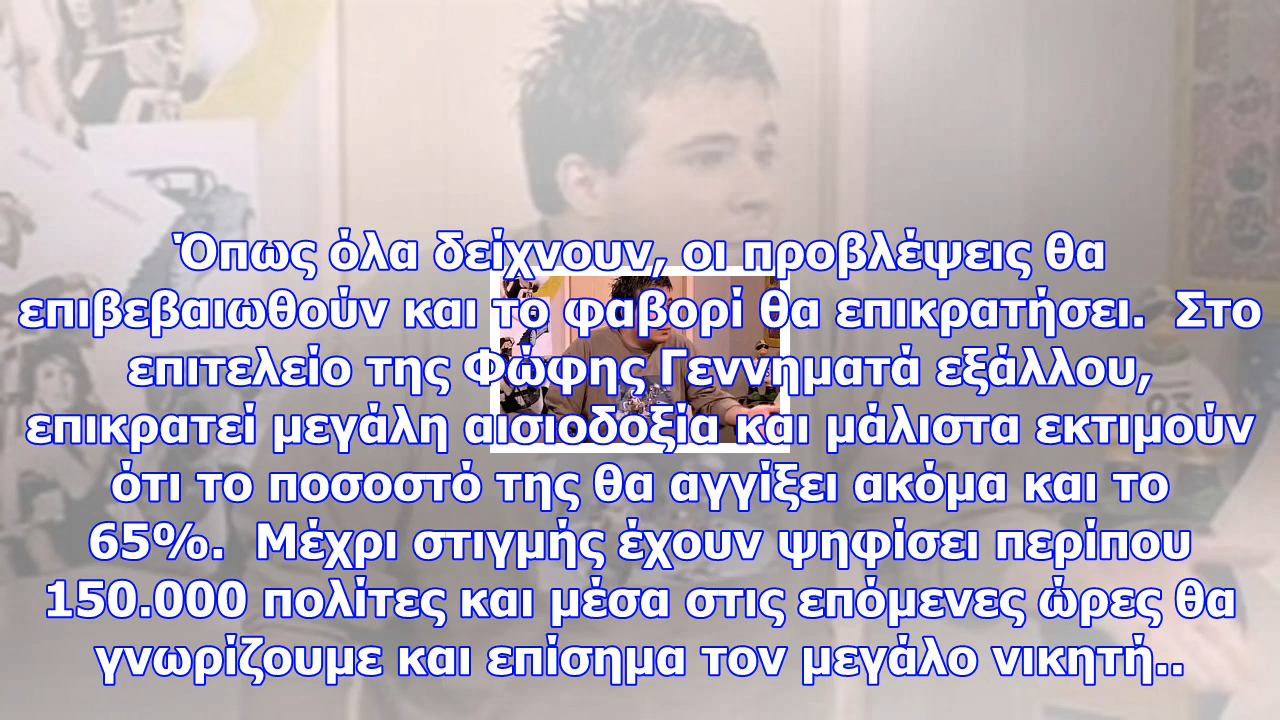 Όπως όλα δείχνουν, οι προβλέψεις θα
επιβεβαιωθούν και το φαβορί θα επικρατήσει.  Στο
επιτελείο της Φώφης Γεννηματά εξάλλου,
επικρατεί μεγάλη αισιοδοξία και μάλιστα εκτιμούν
ότι το ποσοστό της θα αγγίξει ακόμα και το
65%.  Μέχρι στιγμής έχουν ψηφίσει περίπου
150.000 πολίτες και μέσα στις επόμενες ώρες θα
γνωρίζουμε και επίσημα τον μεγάλο νικητή..